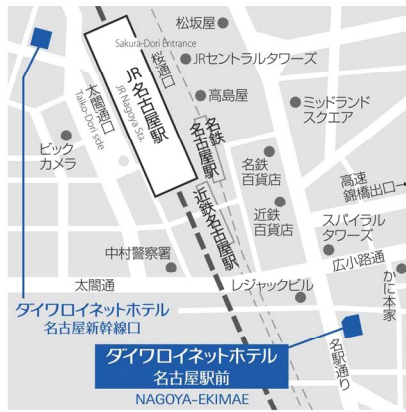 松坂屋
Sakura-Dori Entrance
桜通口
JRセントラルタワーズ
JR名古屋駅
JR Nagoya Sta.
太閤通口
Taiko-Dori side
高島屋
ミッドランド
スクエア
ビック
カメラ
名鉄
名古屋駅
名鉄
百貨店
近鉄名古屋駅
近鉄
百貨店
高速
錦橋出口→
スパイラル
タワーズ
中村警察署
広小路通
太閤通
レジャックビル
かに本家
ダイワロイネットホテル
名古屋新幹線口
名駅通り
ダイワロイネットホテル
名古屋駅前
NAGOYA-EKIMAE